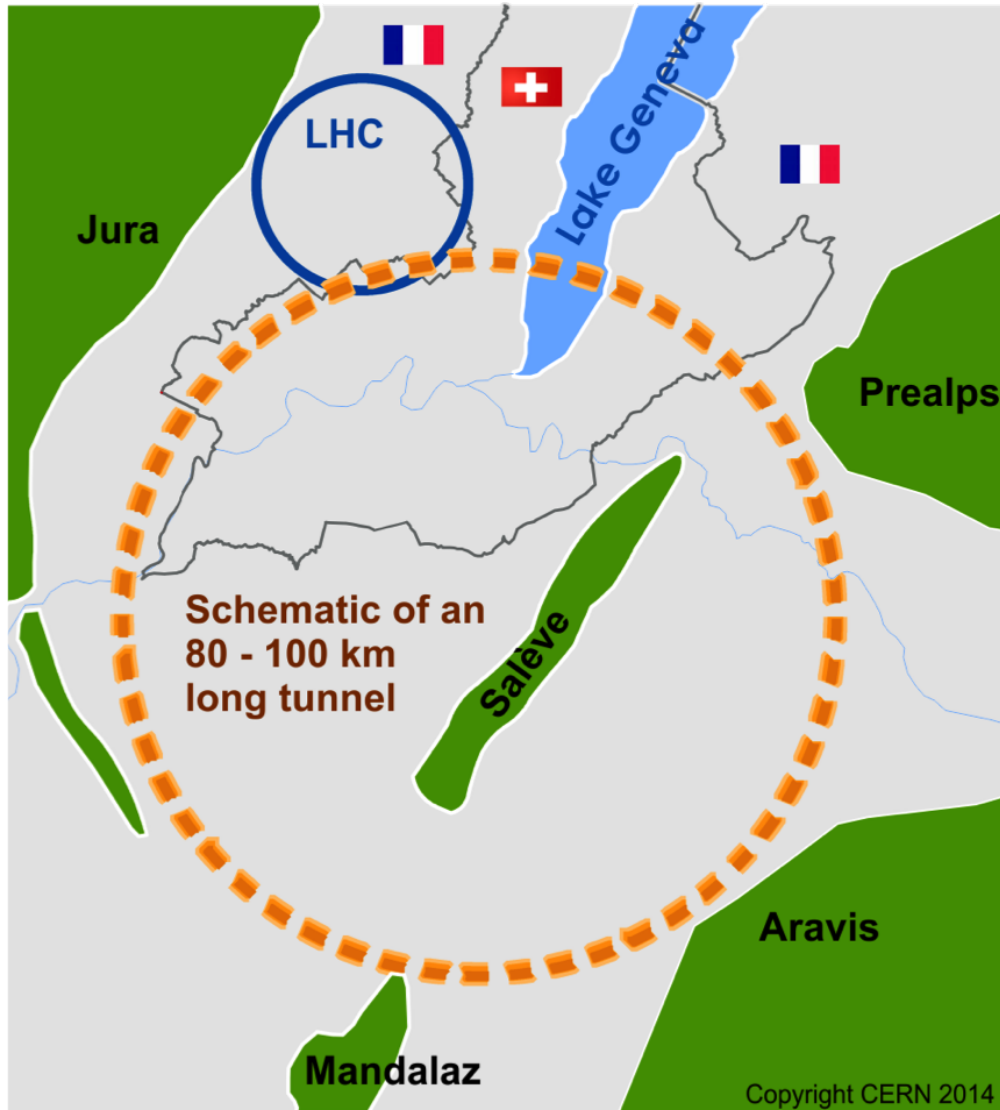 LHC
Lake Geneva
Jura
Prealps
Schematic of an
80 - 100 km
long tunnel
Salève
Aravis
Mandalaz
Copyright CERN 2014